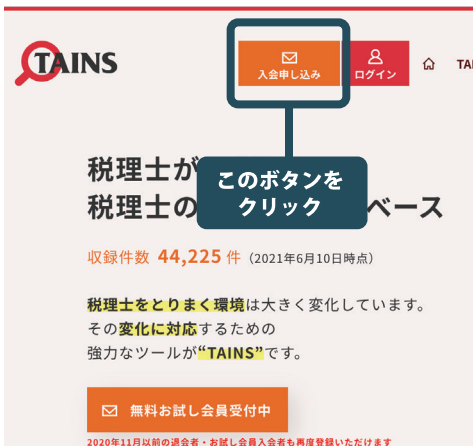 TAINS
入会申し込み
ログイン
TAI
このボタンを
クリック
税理士が
税理士の
ベース
収録件数 44,225 件（2021年6月10日時点）
税理士をとりまく環境は大きく変化しています。
その変化に対応するための
強力なツールが“TAINS”です。
無料お試し会員受付中
2020年11月以前の退会者・お試し会員入会者も再度登録いただけます